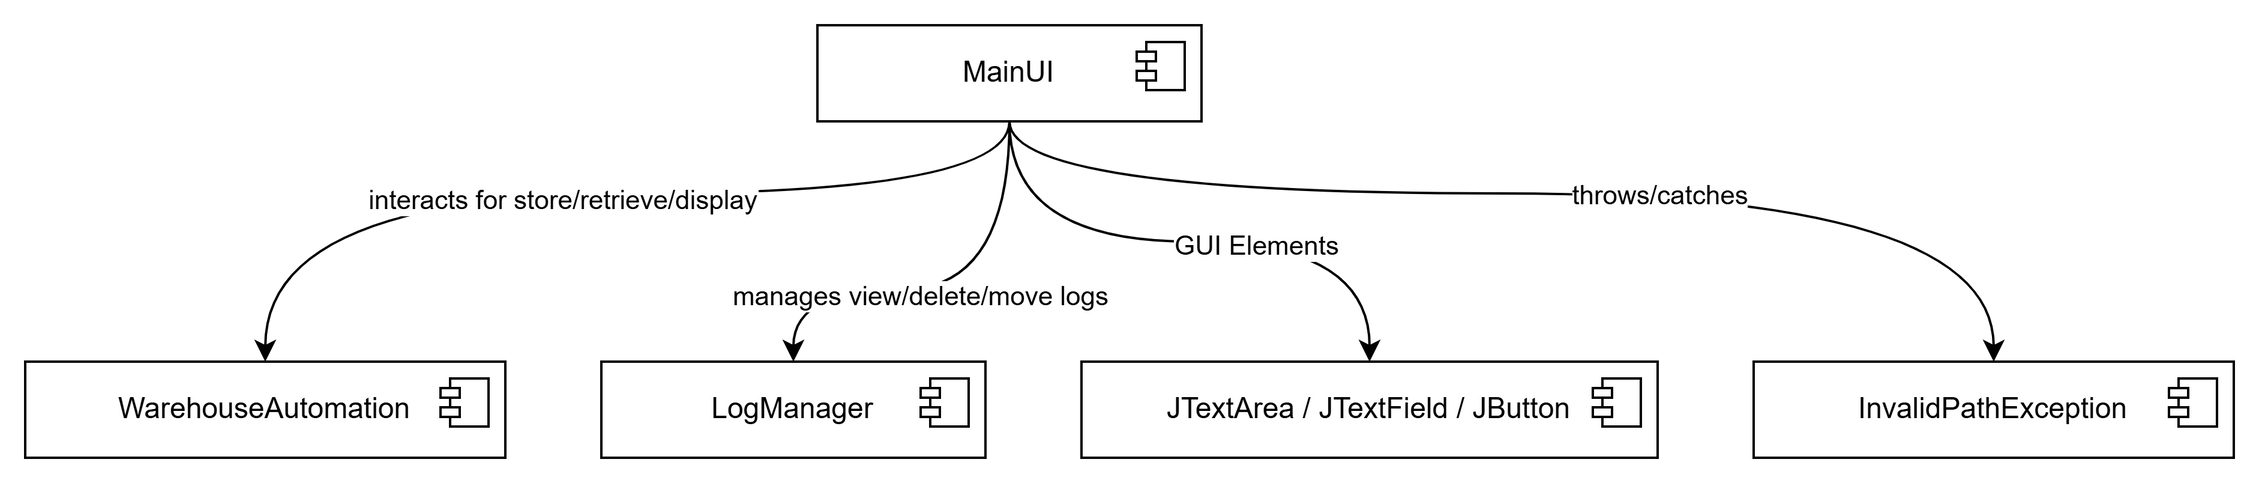 MainUI
interacts for store/retrieve/display
throws/catches
GUI Elements
manages view/delete/move logs
WarehouseAutomation
LogManager
JTextArea / JTextField / JButton
InvalidPathException